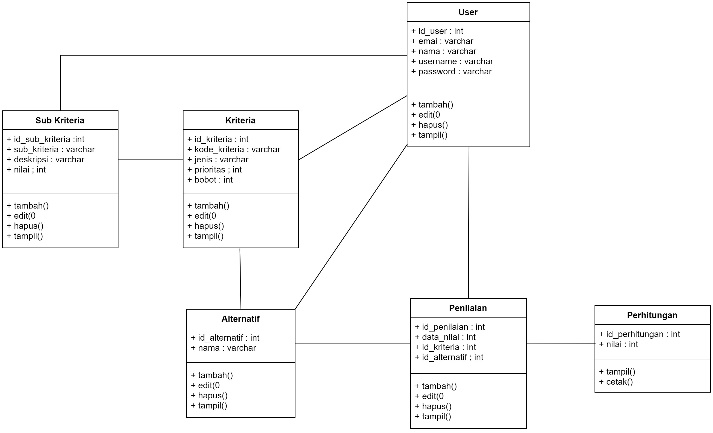 User
+ id_user : int
+ emal : varchar
+ nama : varchar
+ username : varchar
+ password : varchar
+ tambah()
+ edit(0
+ hapus()
+ tampil()
Sub Kriteria
+ id_sub_kriteria :int
+ sub_kriteria : varchar
+ deskripsi : varchar
+ nilai : int
+ tambah()
+ edit(0
+ hapus()
+ tampil()
Kriteria
+ id_kriteria : int
+ kode_kriteria : varchar
+ jenis : varchar
+ prioritas : int
+ bobot : int
+ tambah()
+ edit(0
+ hapus()
+ tampil()
Alternatif
+ id_alternatif : int
+ nama : varchar
+ tambah()
+ edit(0
+ hapus()
+ tampil()
Penilaian
+ id_penilaian : int
+ data_nilai : int
+ id_kriteria : int
+ id_alternatif : int
+ tambah()
+ edit(0
+ hapus()
+ tampil()
Perhitungan
+ id_perhitungan : int
+ nilai : int
+ tampil()
+ cetak()